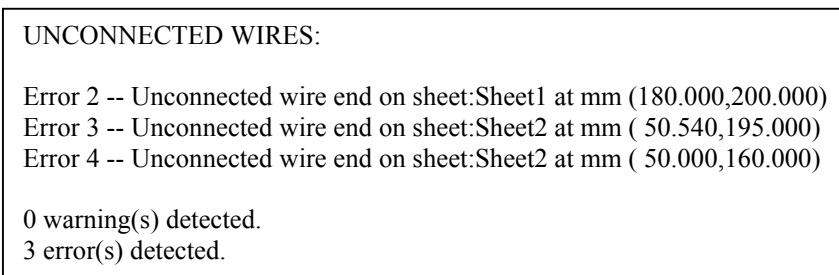 UNCONNECTED WIRES:
Error 2 -- Unconnected wire end on sheet:Sheet1 at mm (180.000,200.000)
Error 3 -- Unconnected wire end on sheet:Sheet2 at mm ( 50.540,195.000)
Error 4 -- Unconnected wire end on sheet:Sheet2 at mm ( 50.000,160.000)
0 warning(s) detected.
3 error(s) detected.